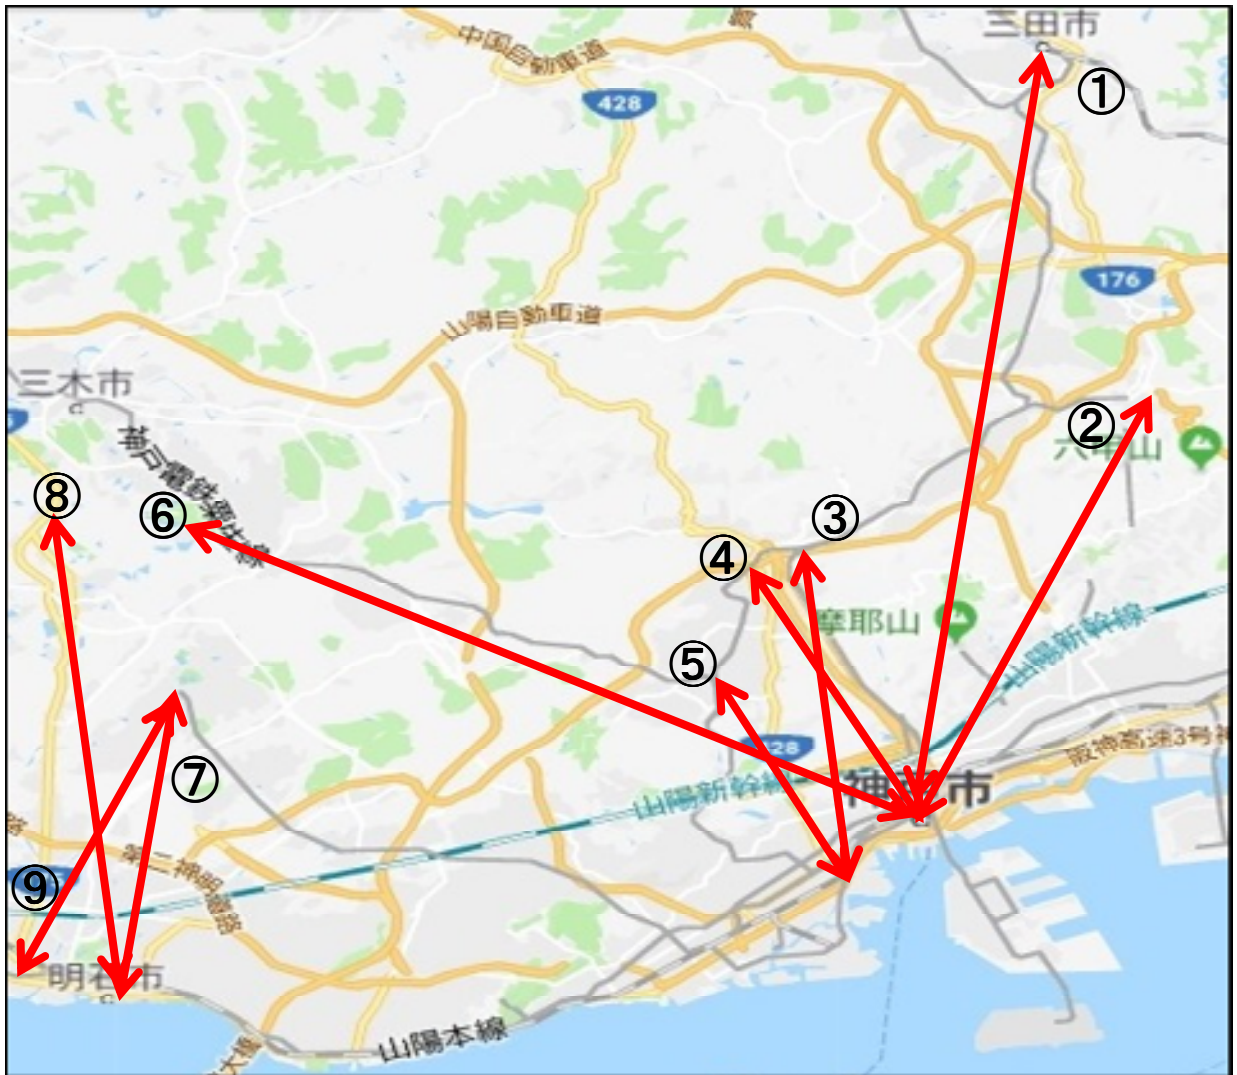 三田市
中国自動車道
①
428
176
山陽自動車道
三木市
②
六甲山
神戸電鉄粟生線
⑧
⑥
③
④
摩耶山
⑤
山陽新幹線
⑦
428
神戸市
阪神高速3号神
山陽新幹線
第二神明道路
⑨
明石市
山陽本線
大橋